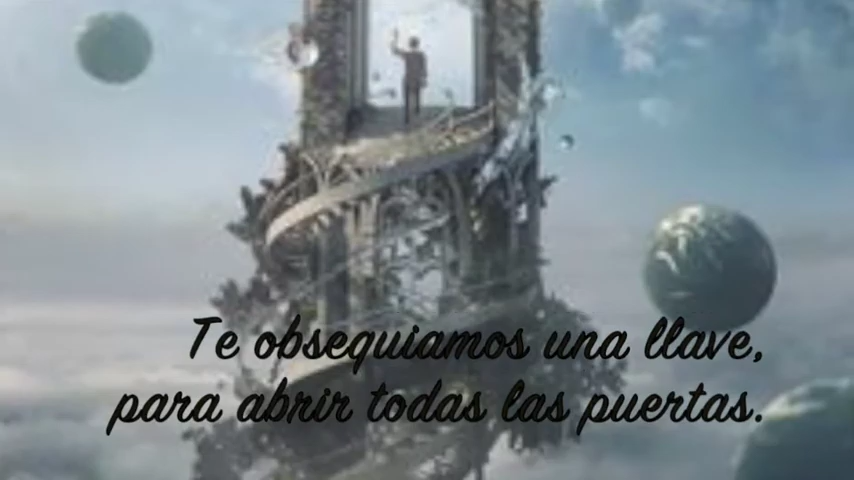 Te obsequiamos una llave,
para abrir todas las puertas.